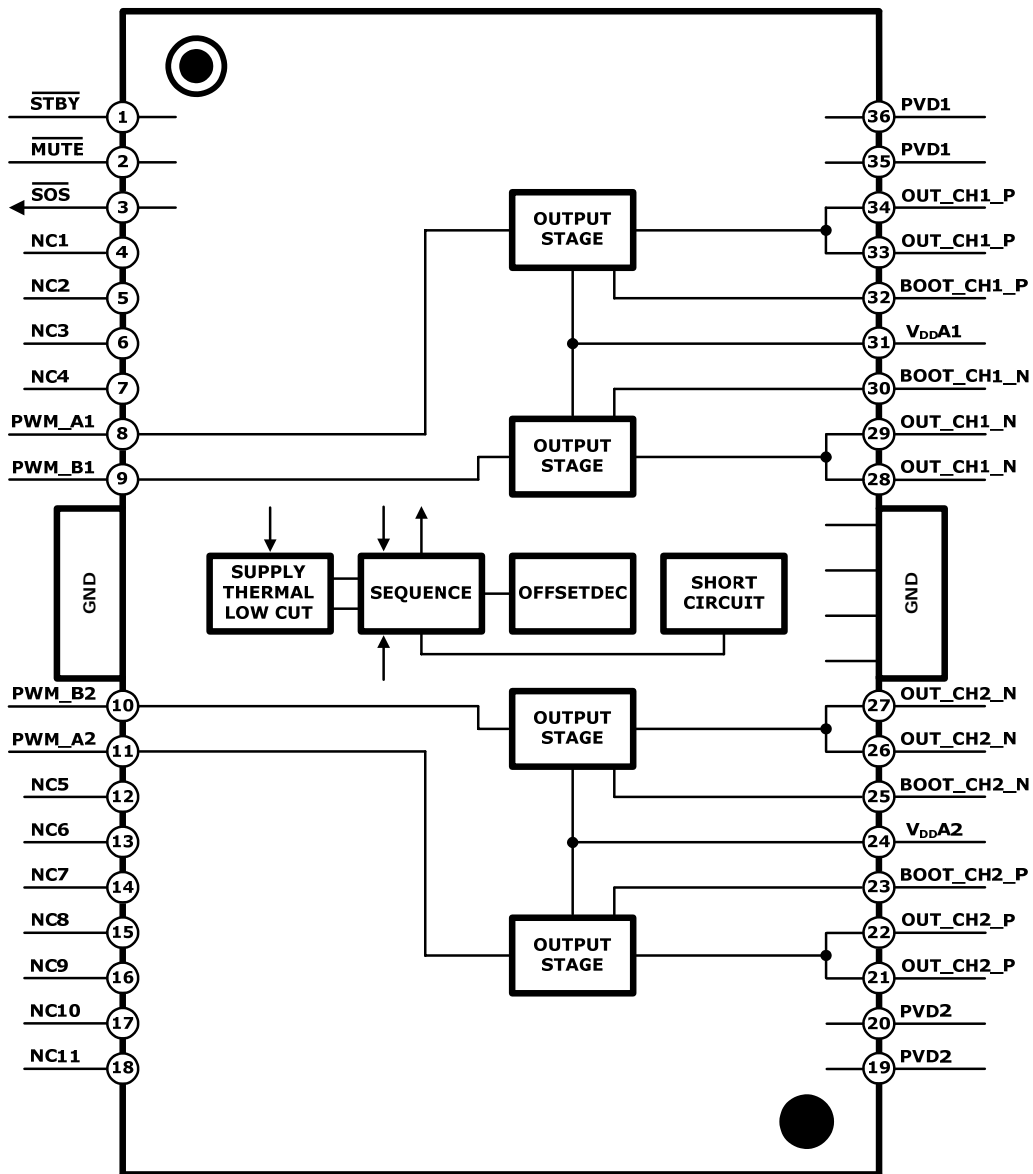 STBY
1
36
PVD1
MUTE
2
35
PVD1
SOS
3
34
OUT_CH1_P
NC1
4
33
OUT_CH1_P
NC2
5
32
BOOT_CH1_P
NC3
6
31
VDDA1
NC4
7
30
BOOT_CH1_N
PWM_A1
8
29
OUT_CH1_N
PWM_B1
9
28
OUT_CH1_N
OUTPUT
STAGE
OUTPUT
STAGE
GND
SUPPLY
THERMAL
LOW CUT
SEQUENCE
OFFSETDEC
SHORT
CIRCUIT
GND
PWM_B2
10
27
OUT_CH2_N
PWM_A2
11
26
OUT_CH2_N
NC5
12
25
BOOT_CH2_N
NC6
13
24
VDDA2
NC7
14
23
BOOT_CH2_P
NC8
15
22
OUT_CH2_P
NC9
16
21
OUT_CH2_P
NC10
17
20
PVD2
NC11
18
19
PVD2
OUTPUT
STAGE
OUTPUT
STAGE